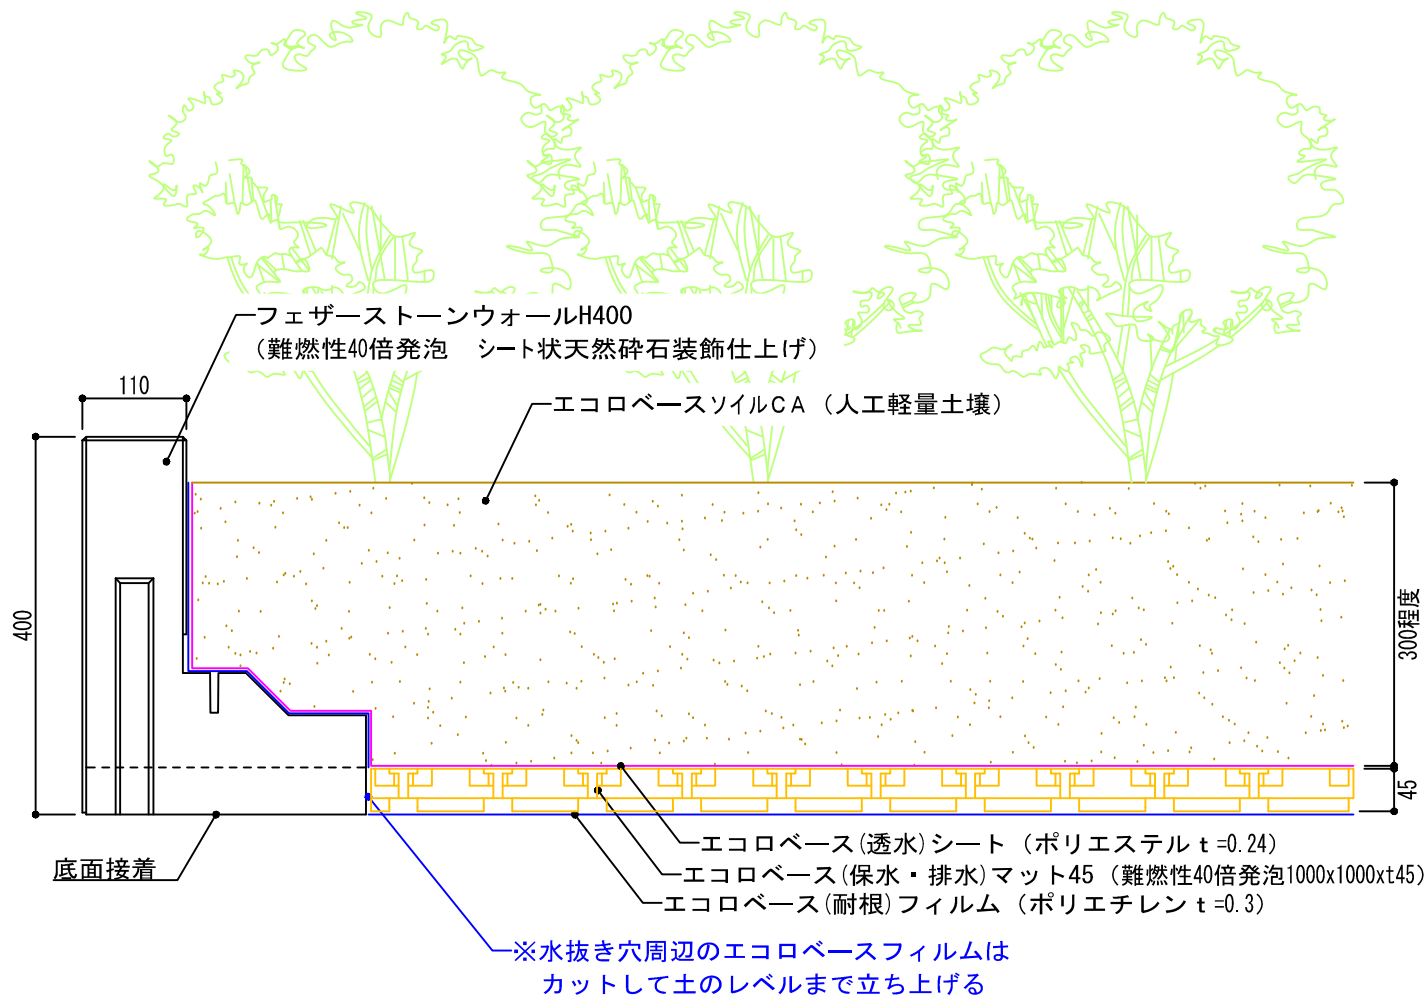 フェザーストーンウォールH400
（難燃性40倍発泡　シート状天然砕石装飾仕上げ）
110
エコロベースソイルCA（人工軽量土壌）
400
300程度
45
エコロベース(透水)シート（ポリエステル t=0.24）
エコロベース(保水・排水)マット45（難燃性40倍発泡1000x1000xt45）
エコロベース(耐根)フィルム（ポリエチレン t=0.3）
底面接着
※水抜き穴周辺のエコロベースフィルムは
カットして土のレベルまで立ち上げる